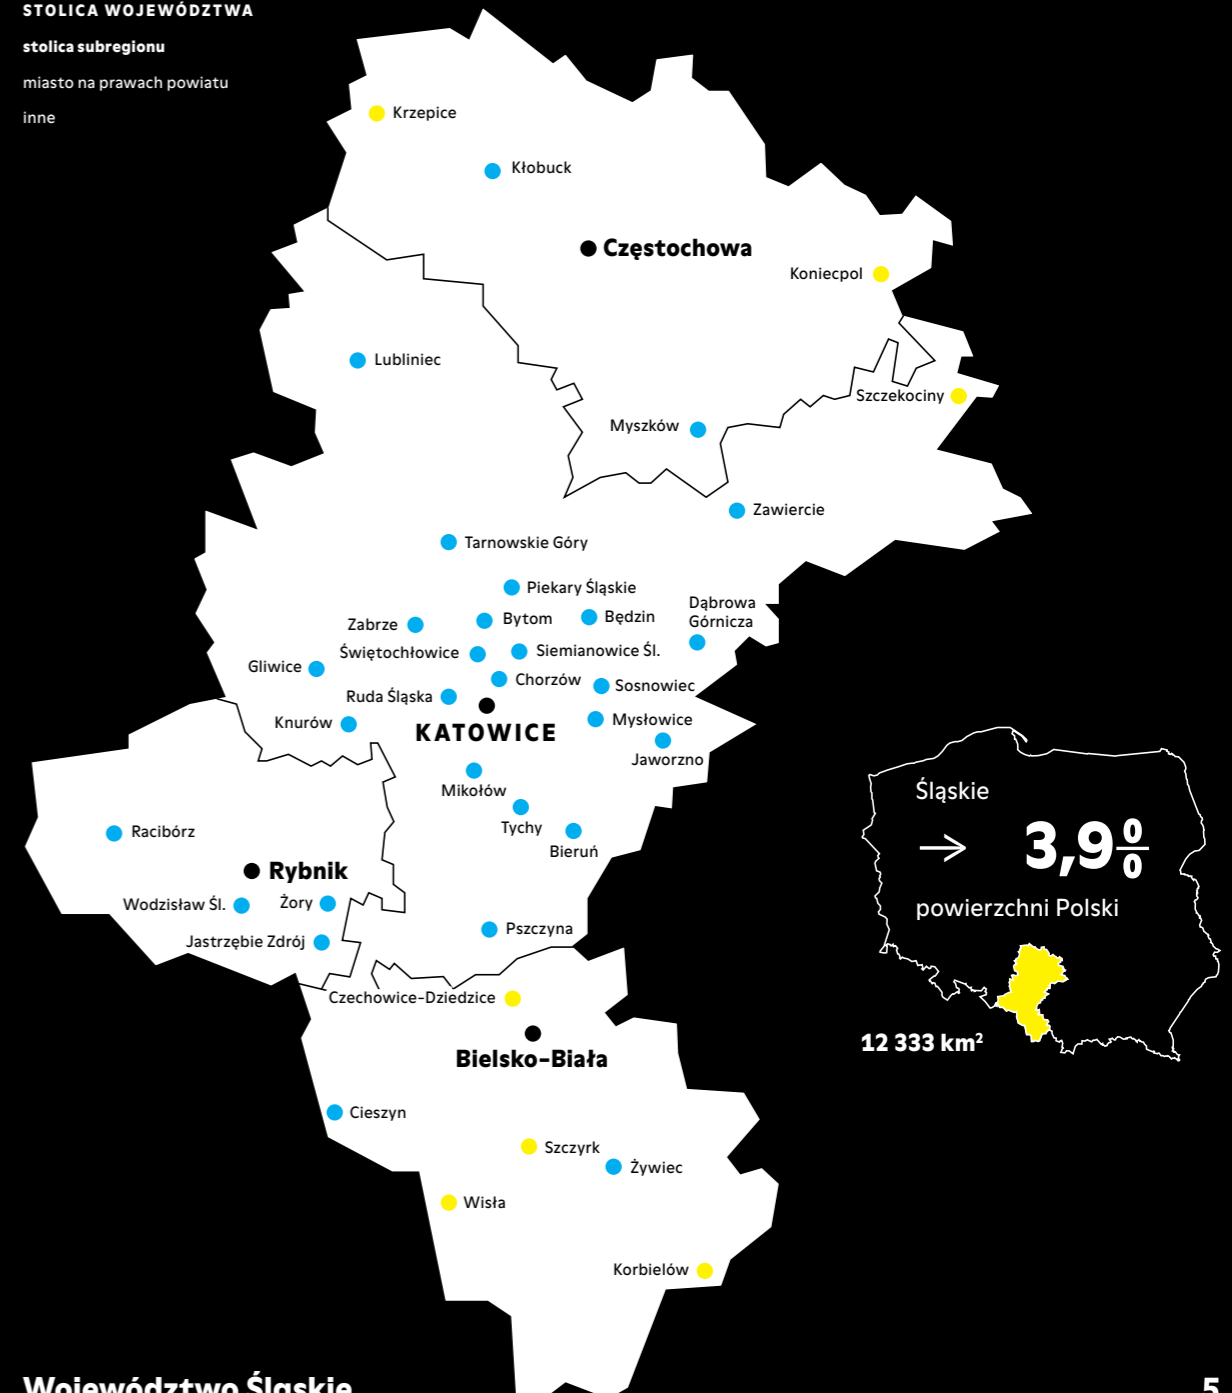 STOLICA WOJEWÓDZTWA
stolica subregionu
miasto na prawach powiatu
inne
Krzepice
Kłobuck
Częstochowa
Koniecpol
Lubliniec
Szczekociny
Myszków
Zawiercie
Tarnowskie Góry
Piekary Śląskie
Dąbrowa
Górnicza
Zabrze
Bytom
Będzin
Świętochłowice
Siemianowice Śl.
Gliwice
Chorzów
Sosnowiec
Ruda Śląska
Knurów
KATOWICE
Mysłowice
Jaworzno
Mikołów
Tychy
Bieruń
Racibórz
Rybnik
Wodzisław Śl.
Żory
Jastrzębie Zdrój
Pszczyna
Czechowice-Dziedzice
Bielsko-Biała
Cieszyn
Szczyrk
Żywiec
Wisła
Korbielów
Śląskie
→ 3,9%
powierzchni Polski
12 333 km²
Województwo Śląskie
5